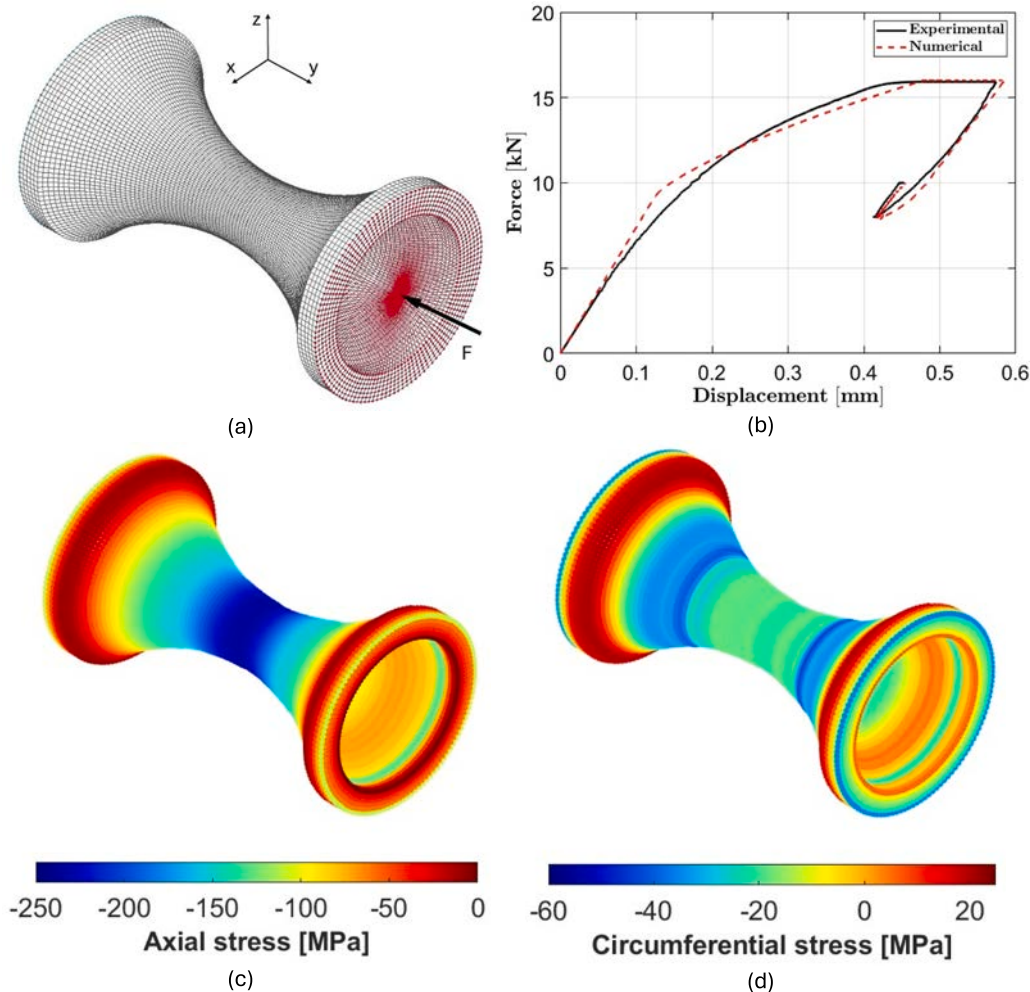 z
x
y
F
(a)
20
15
10
5
0
Force [kN]
Experimental
Numerical
0
0.1
0.2
0.3
0.4
0.5
0.6
Displacement [mm]
(b)
-250
-200
-150
-100
-50
0
Axial stress [MPa]
(c)
-60
-40
-20
0
20
Circumferential stress [MPa]
(d)